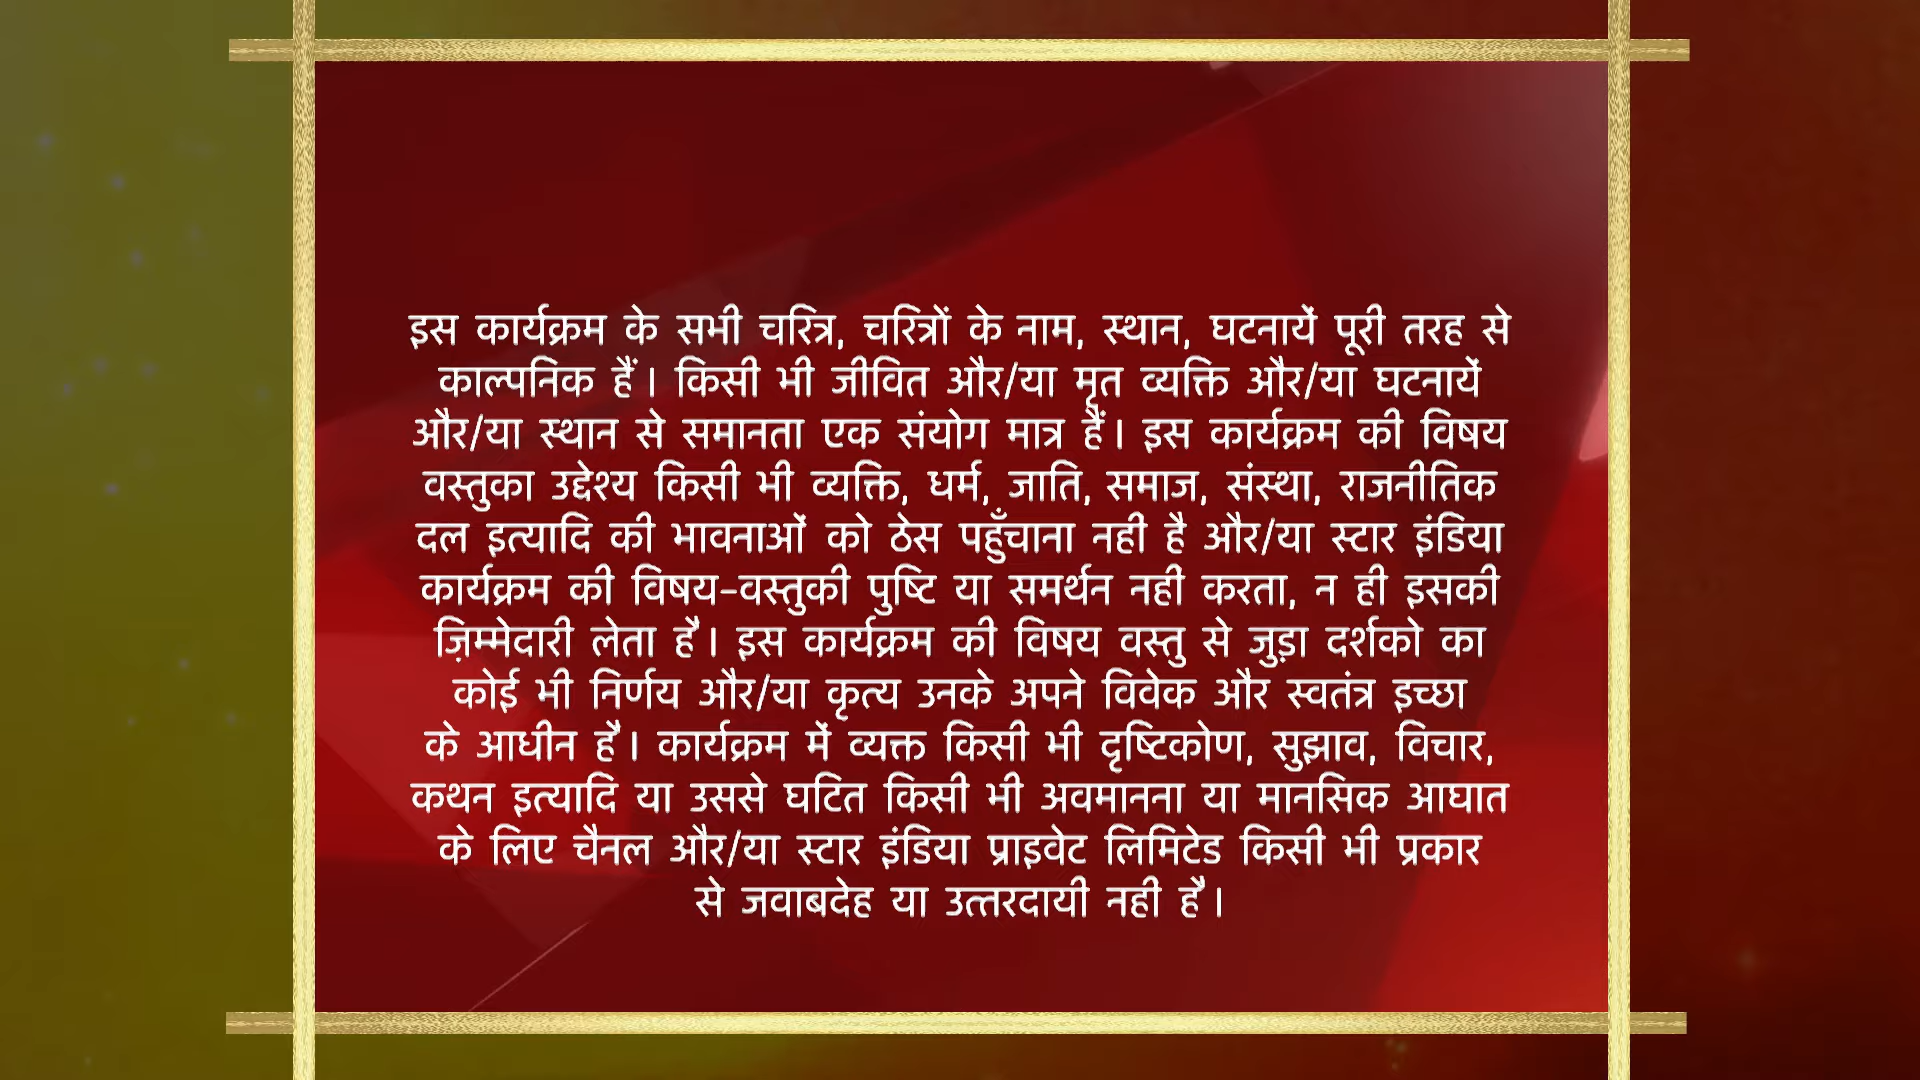 इस कार्यक्रम के सभी चरित्र, चरित्रों के नाम, स्थान, घटनायें पूरी तरह से
काल्पनिक हैं। किसी भी जीवित और/या मृत व्यक्ति और/या घटनायें
और/या स्थान से समानता एक संयोग मात्र हैं। इस कार्यक्रम की विषय
वस्तुका उद्देश्य किसी भी व्यक्ति, धर्म, जाति, समाज, संस्था, राजनीतिक
दल इत्यादि की भावनाओं को ठेस पहुँचाना नही है और/या स्टार इंडिया
कार्यक्रम की विषय-वस्तुकी पुष्टि या समर्थन नहीं करता, न ही इसकी
ज़िम्मेदारी लेता है। इस कार्यक्रम की विषय वस्तु से जुड़ा दर्शको का
कोई भी निर्णय और/या कृत्य उनके अपने विवेक और स्वतंत्र इच्छा
के आधीन है। कार्यक्रम में व्यक्त किसी भी दृष्टिकोण, सुझाव, विचार,
कथन इत्यादि या उससे घटित किसी भी अवमानना या मानसिक आघात
के लिए चैनल और/या स्टार इंडिया प्राइवेट लिमिटेड किसी भी प्रकार
से जवाबदेह या उत्तरदायी नही है।